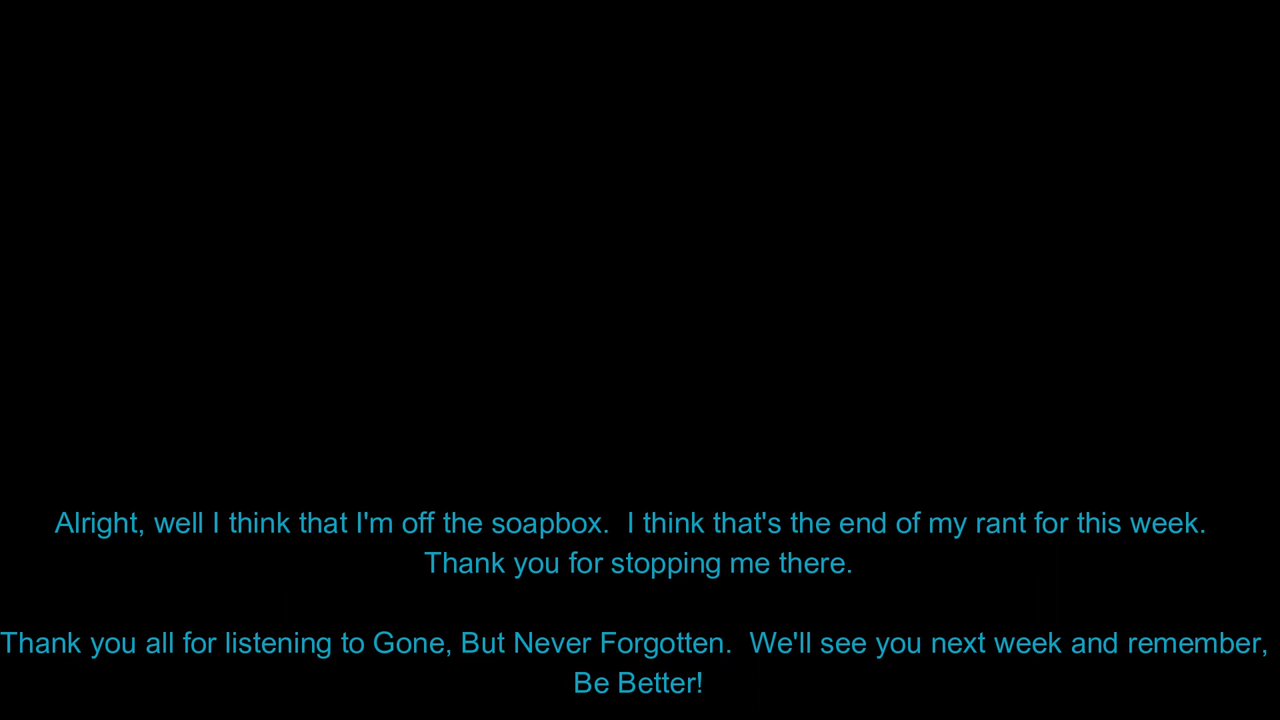 Alright, well I think that I'm off the soapbox.  I think that's the end of my rant for this week.
Thank you for stopping me there.
Thank you all for listening to Gone, But Never Forgotten.  We'll see you next week and remember,
Be Better!